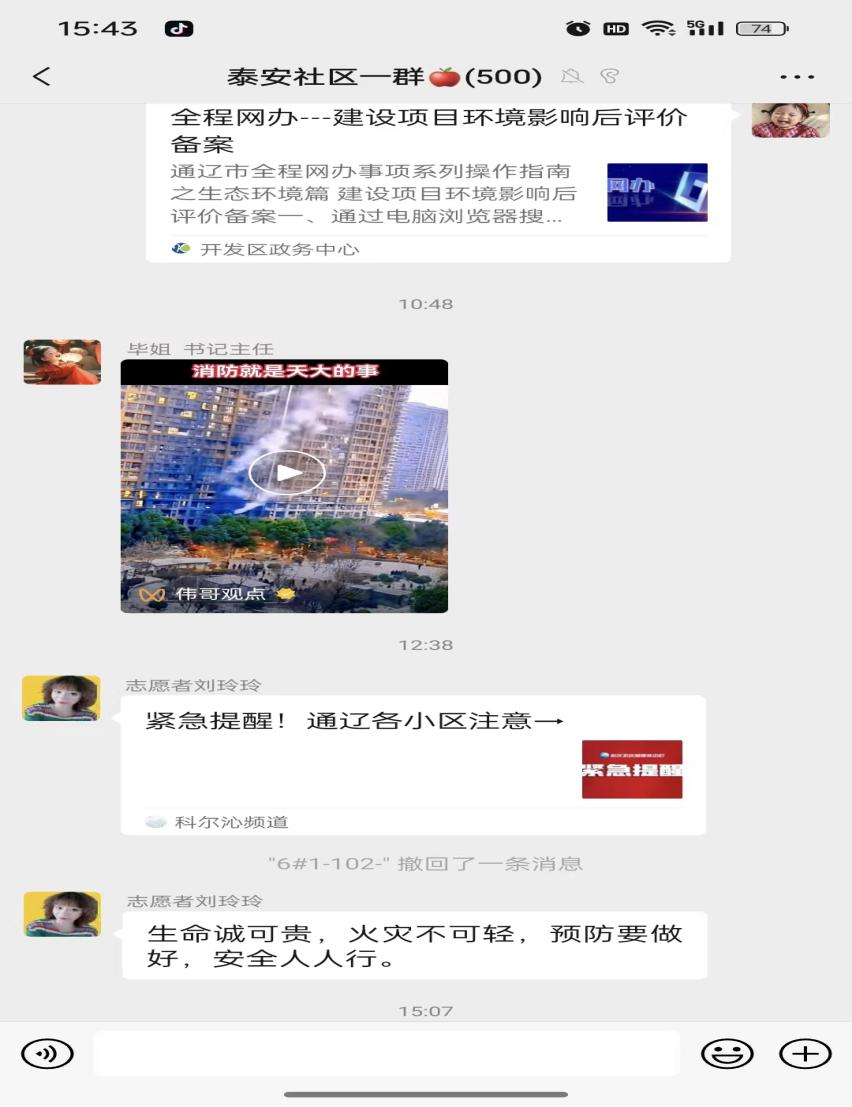 15:43
HD
5G
74
泰安社区一群🍎(500)
全程网办---建设项目环境影响后评价
备案
通辽市全程网办事项系列操作指南
之生态环境篇 建设项目环境影响后
评价备案一、通过电脑浏览器搜...
网办
开发区政务中心
10:48
毕姐 书记主任
消防就是天大的事
伟哥观点
12:38
志愿者刘玲玲
紧急提醒！通辽各小区注意→
紧急提醒
科尔沁频道
"6#1-102-" 撤回了一条消息
志愿者刘玲玲
生命诚可贵，火灾不可轻，预防要做
好，安全人人行。
15:07